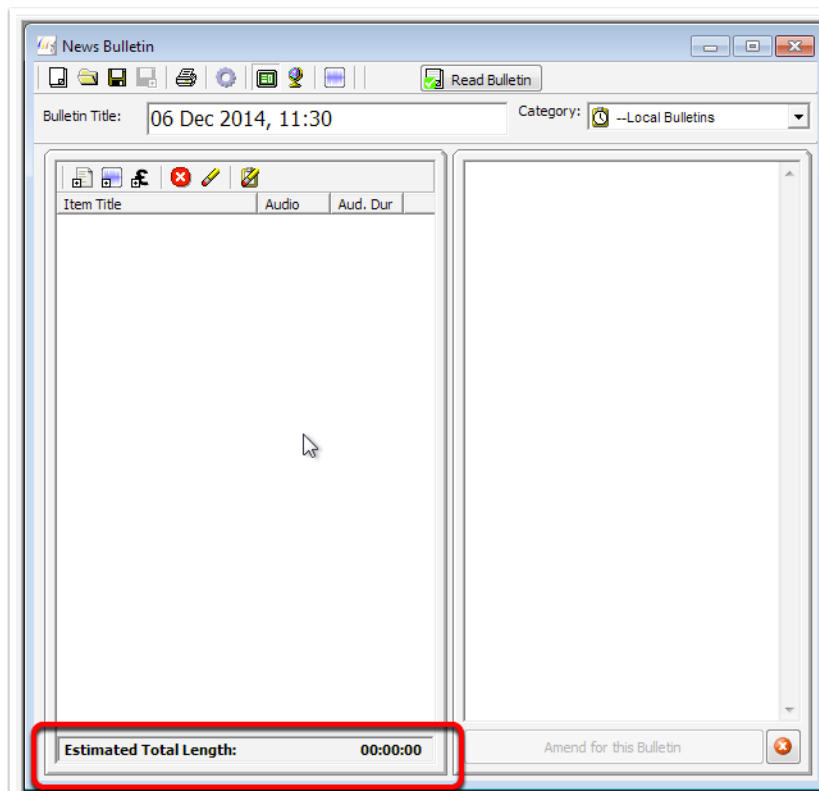 News Bulletin
Read Bulletin
Bulletin Title: 06 Dec 2014, 11:30 Category: --Local Bulletins
Item Title Audio Aud. Dur
Estimated Total Length: 00:00:00
Amend for this Bulletin